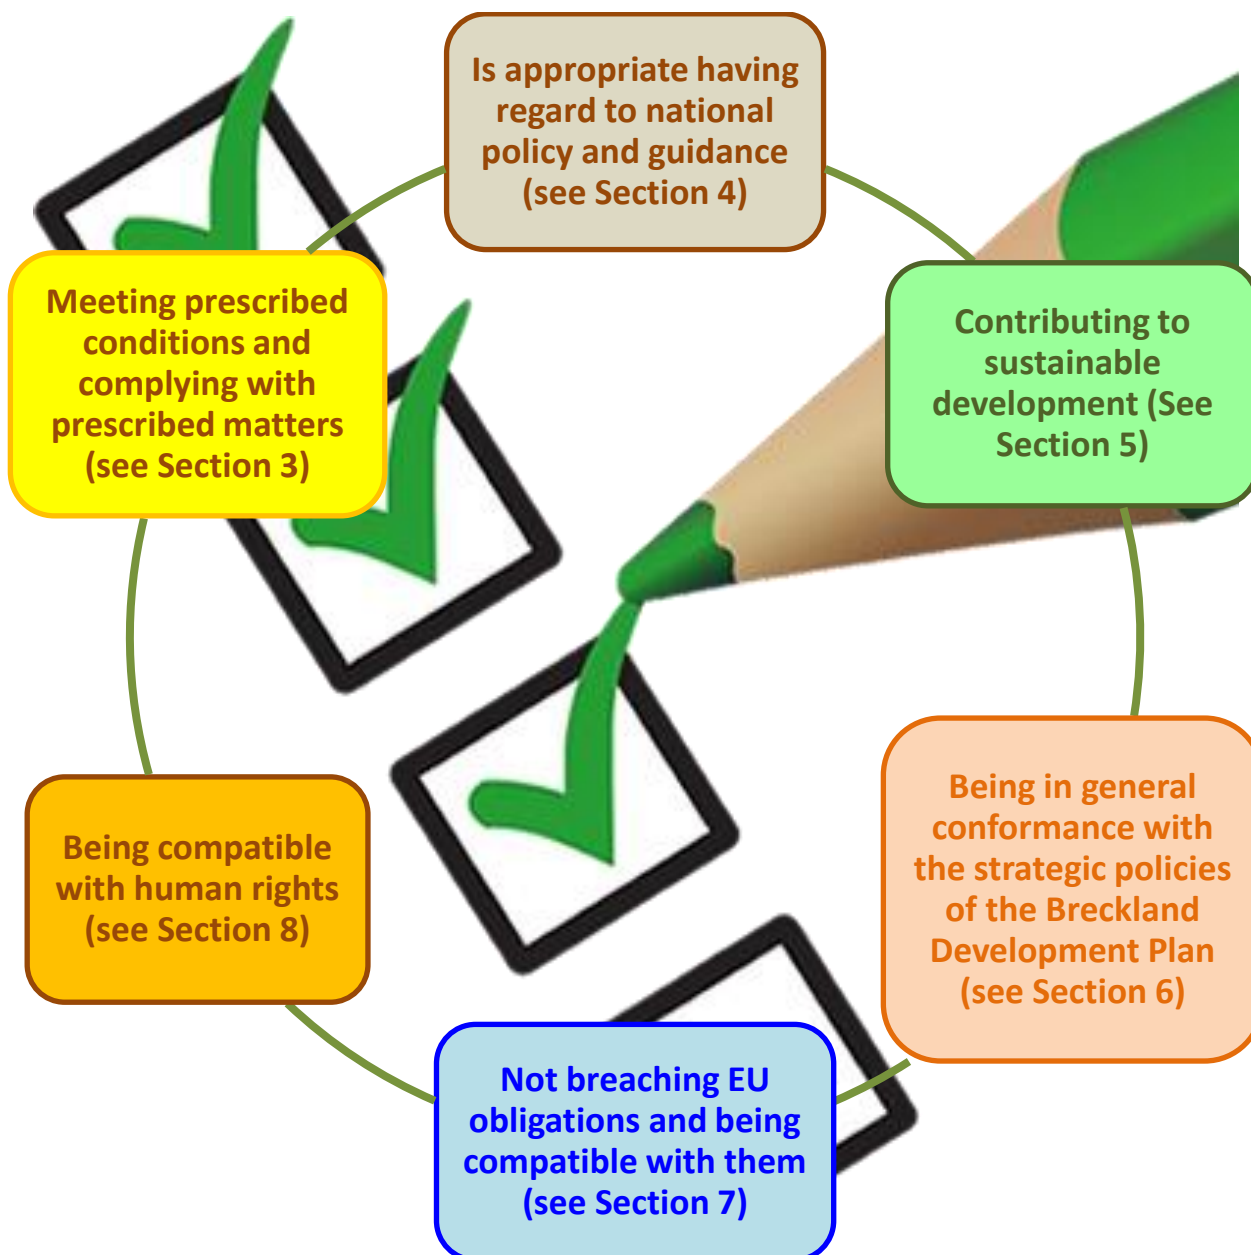 Is appropriate having
regard to national
policy and guidance
(see Section 4)
Contributing to
sustainable
development (See
Section 5)
Being in general
conformance with
the strategic policies
of the Breckland
Development Plan
(see Section 6)
Not breaching EU
obligations and being
compatible with them
(see Section 7)
Being compatible
with human rights
(see Section 8)
Meeting prescribed
conditions and
complying with
prescribed matters
(see Section 3)